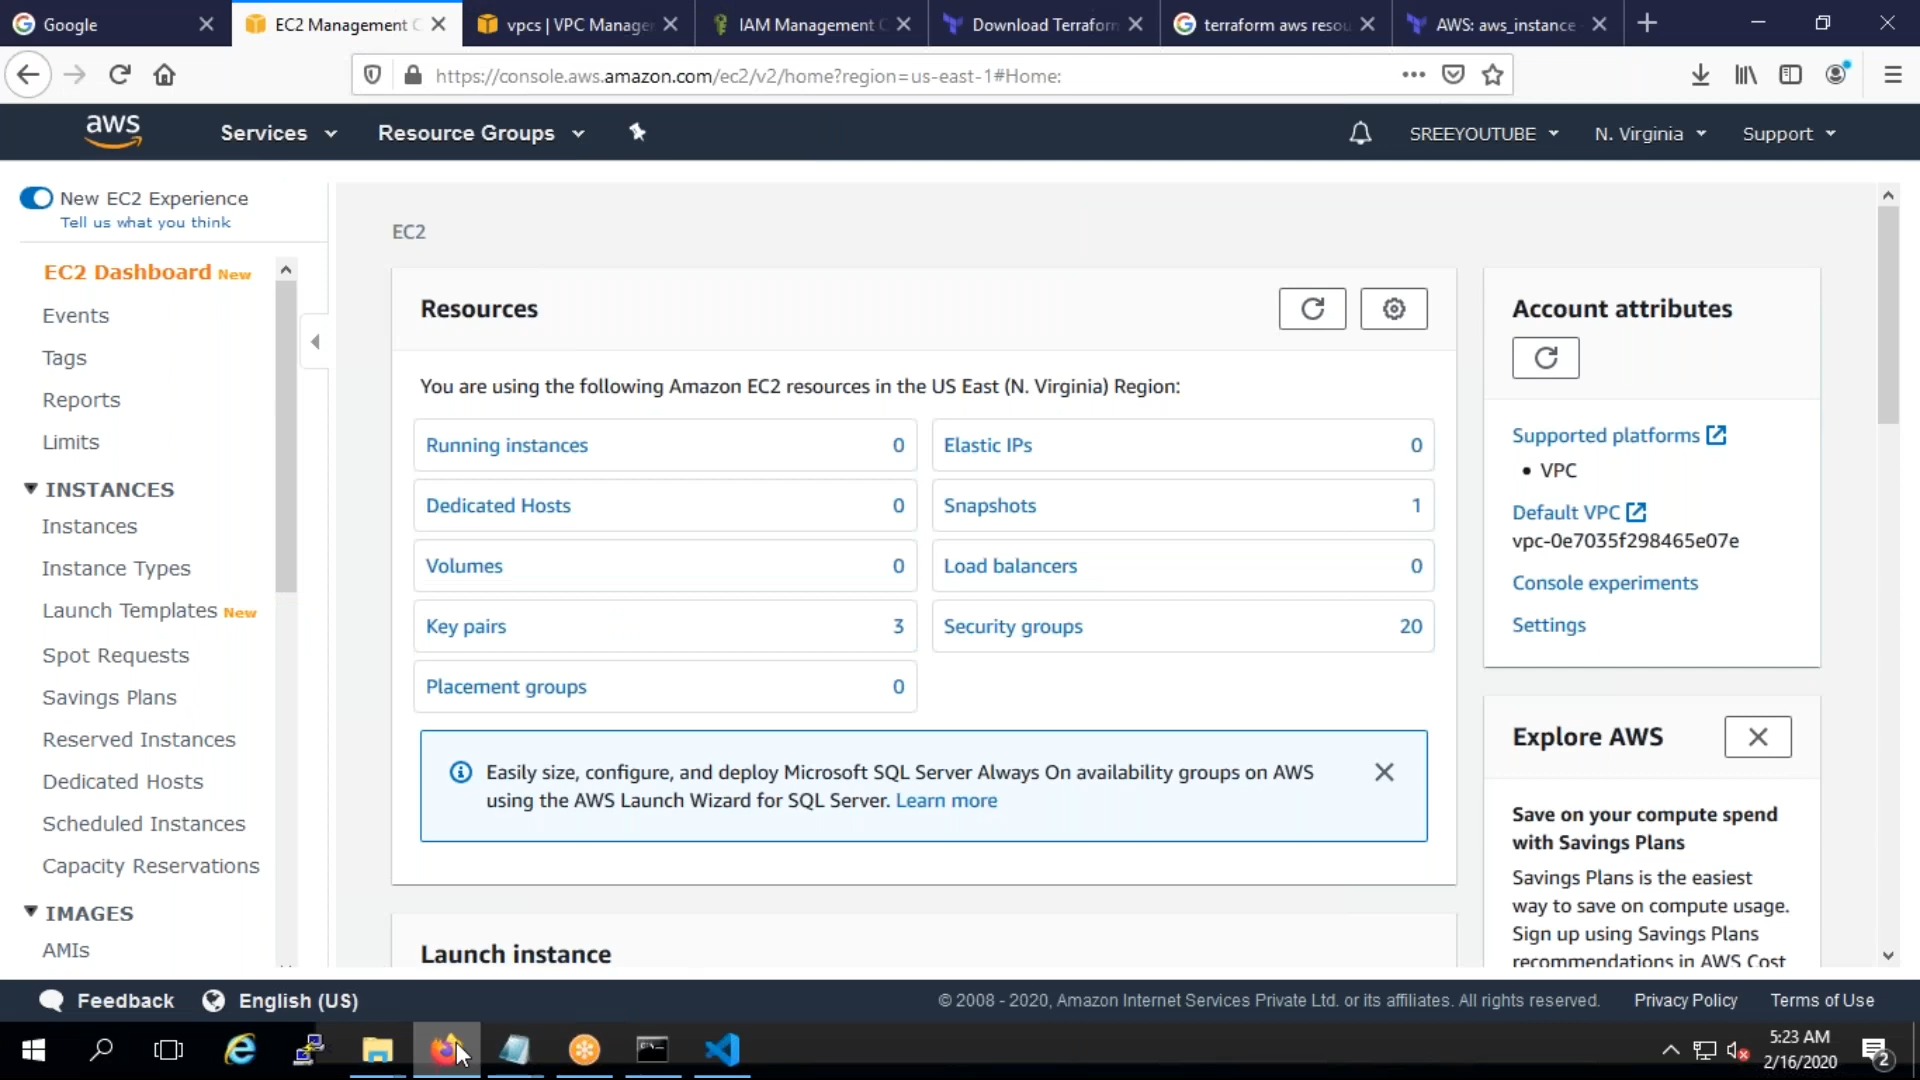 Google
EC2 Management C
vpcs | VPC Manage
IAM Management C
Download Terraform
terraform aws resou
AWS: aws_instance
https://console.aws.amazon.com/ec2/v2/home?region=us-east-1#Home:
aws
Services
Resource Groups
SREEYOUTUBE
N. Virginia
Support
New EC2 Experience
Tell us what you think
EC2 Dashboard New
Events
Tags
Reports
Limits
INSTANCES
Instances
Instance Types
Launch Templates New
Spot Requests
Savings Plans
Reserved Instances
Dedicated Hosts
Scheduled Instances
Capacity Reservations
IMAGES
AMIs
EC2
Resources
You are using the following Amazon EC2 resources in the US East (N. Virginia) Region:
Running instances 0
Elastic IPs 0
Dedicated Hosts 0
Snapshots 1
Volumes 0
Load balancers 0
Key pairs 3
Security groups 20
Placement groups 0
Easily size, configure, and deploy Microsoft SQL Server Always On availability groups on AWS
using the AWS Launch Wizard for SQL Server. Learn more
Launch instance
Account attributes
Supported platforms
• VPC
Default VPC
vpc-0e7035f298465e07e
Console experiments
Settings
Explore AWS
Save on your compute spend
with Savings Plans
Savings Plans is the easiest
way to save on compute usage.
Sign up using Savings Plans
recommendations in AWS Cost
Feedback
English (US)
© 2008 - 2020, Amazon Internet Services Private Ltd. or its affiliates. All rights reserved.
Privacy Policy
Terms of Use
5:23 AM
2/16/2020
2